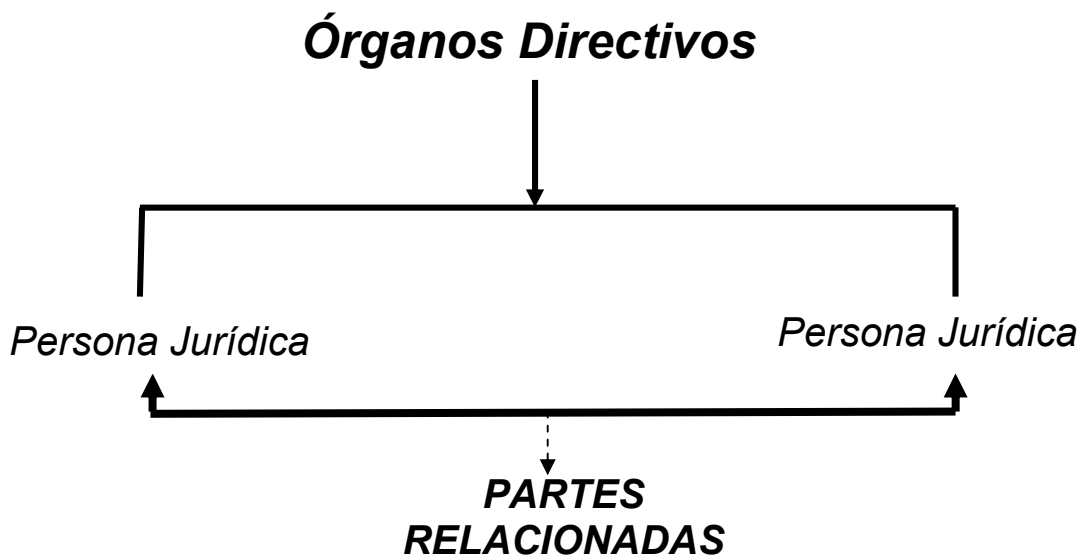 Órganos Directivos
Persona Jurídica
Persona Jurídica
PARTES
RELACIONADAS